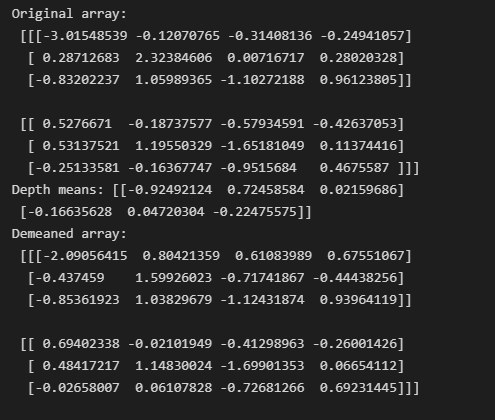 Original array:
[[[-3.01548539 -0.12070765 -0.31408136 -0.24941057]
[ 0.28712683  2.32384606  0.00716717  0.28020328]
[-0.83202237  1.05989365 -1.10272188  0.96123805]]
[[ 0.5276671  -0.18737577 -0.57934591 -0.42637053]
[ 0.53137521  1.19550329 -1.65181049  0.11374416]
[-0.25133581 -0.16367747 -0.9515684   0.4675587 ]]]
Depth means: [[-0.92492124  0.72458584  0.02159686]
[-0.16635628  0.04720304 -0.22475575]]
Demeaned array:
[[[-2.09056415  0.80421359  0.61083989  0.67551067]
[-0.437459    1.59926023 -0.71741867 -0.44438256]
[-0.85361923  1.03829679 -1.12431874  0.93964119]]
[[ 0.69402338 -0.02101949 -0.41298963 -0.26001426]
[ 0.48417217  1.14830024 -1.69901353  0.06654112]
[-0.02658007  0.06107828 -0.72681266  0.69231445]]]